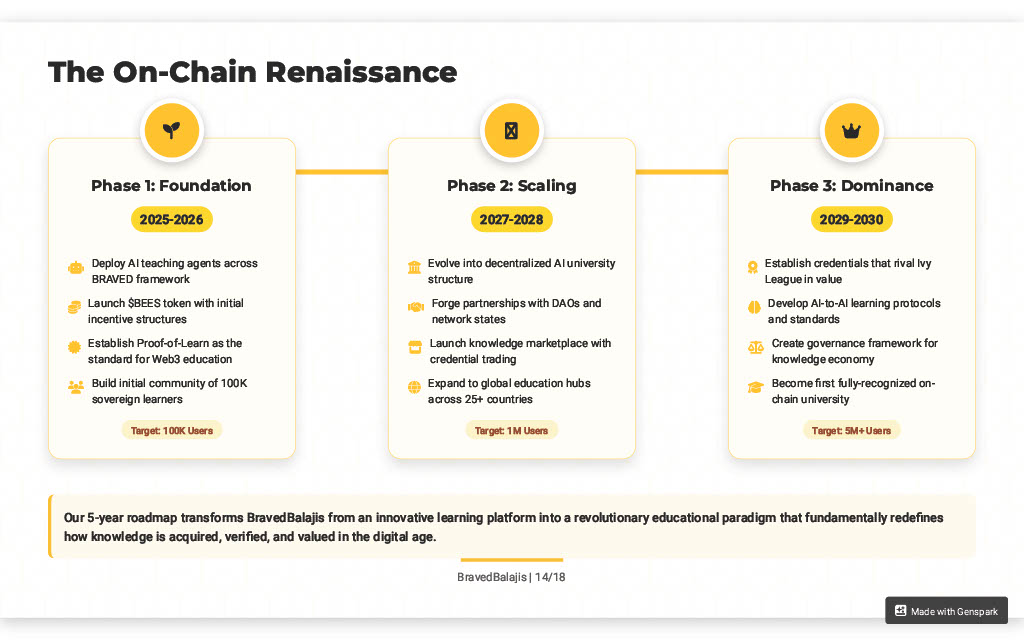 The On-Chain Renaissance
Phase 1: Foundation
2025-2026
Deploy AI teaching agents across
BRAVED framework
Launch $BEES token with initial
incentive structures
Establish Proof-of-Learn as the
standard for Web3 education
Build initial community of 100K
sovereign learners
Target: 100K Users
Phase 2: Scaling
2027-2028
Evolve into decentralized AI university
structure
Forge partnerships with DAOs and
network states
Launch knowledge marketplace with
credential trading
Expand to global education hubs
across 25+ countries
Target: 1M Users
Phase 3: Dominance
2029-2030
Establish credentials that rival Ivy
League in value
Develop AI-to-AI learning protocols
and standards
Create governance framework for
knowledge economy
Become first fully-recognized on-
chain university
Target: 5M+ Users
Our 5-year roadmap transforms BravedBalajis from an innovative learning platform into a revolutionary educational paradigm that fundamentally redefines
how knowledge is acquired, verified, and valued in the digital age.
BravedBalajis | 14/18
Made with Genspark